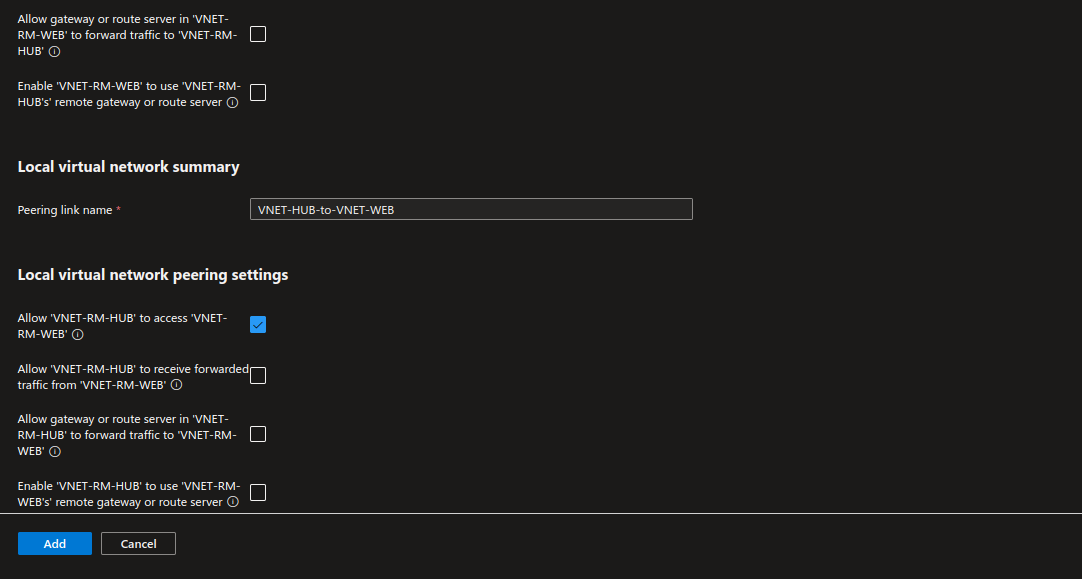 Allow gateway or route server in 'VNET-
RM-WEB' to forward traffic to 'VNET-RM-
HUB'
Enable 'VNET-RM-WEB' to use 'VNET-RM-
HUB's' remote gateway or route server
Local virtual network summary
Peering link name *
VNET-HUB-to-VNET-WEB
Local virtual network peering settings
Allow 'VNET-RM-HUB' to access 'VNET-
RM-WEB'
Allow 'VNET-RM-HUB' to receive forwarded
traffic from 'VNET-RM-WEB'
Allow gateway or route server in 'VNET-
RM-HUB' to forward traffic to 'VNET-RM-
WEB'
Enable 'VNET-RM-HUB' to use 'VNET-RM-
WEB's' remote gateway or route server
Add
Cancel